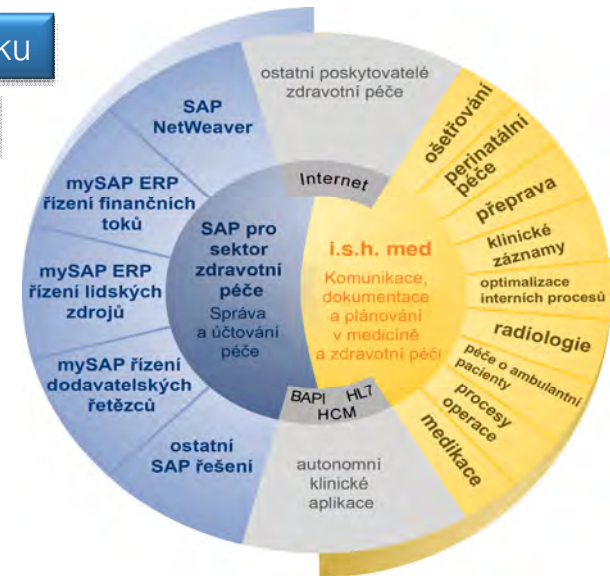 ku
ostatní poskytovatelé
zdravotní péče
Internet
SAP
NetWeaver
mySAP ERP
řízení finančních
toků
mySAP ERP
řízení lidských
zdrojů
mySAP řízení
dodavatelských
řetězců
ostatní
SAP řešení
SAP pro
sektor
zdravotní
péče
Správa
a účtování
péče
i.s.h. med
Komunikace,
dokumentace
a plánování
v medicíně
a zdravotní péči
BAPI HL7
HCM
autonomní
klinické
aplikace
ošetřování
perinatální
péče
přeprava
klinické
záznamy
optimalizace
interních procesů
radiologie
péče o ambulantní
pacienty
procesy
operace
medikace